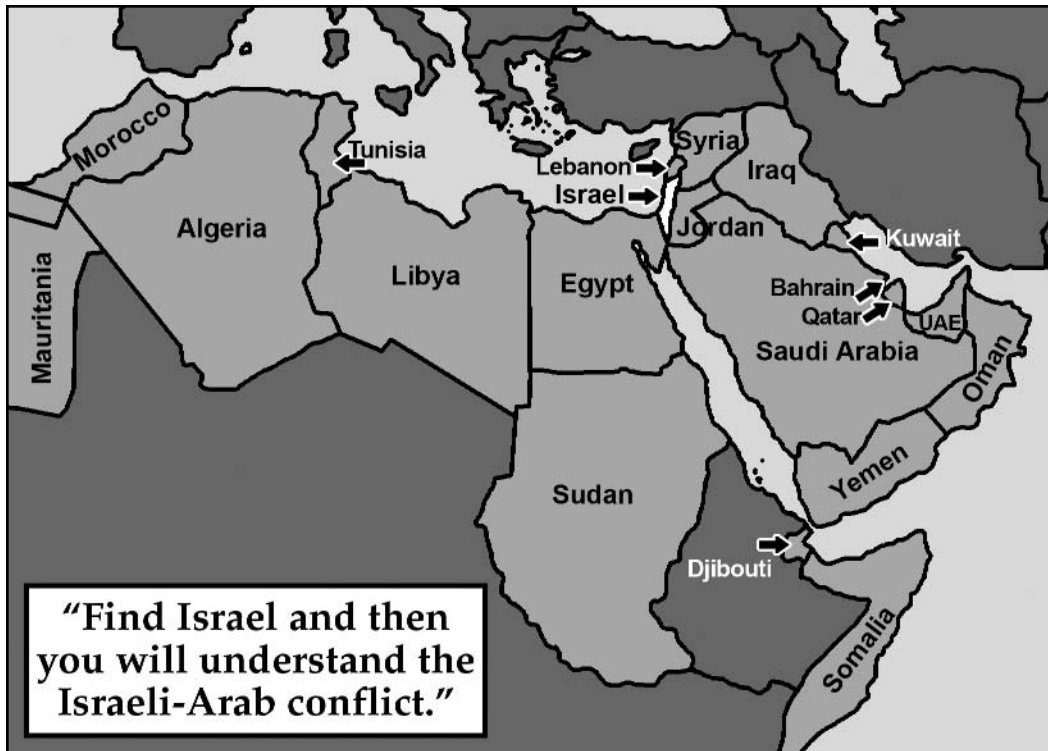 Morocco
Tunisia
Algeria
Libya
Egypt
Mauritania
Sudan
Lebanon
Israel
Syria
Iraq
Jordan
Kuwait
Bahrain
Qatar
UAE
Saudi Arabia
Oman
Yemen
Djibouti
Somalia
“Find Israel and then
you will understand the
Israeli-Arab conflict.”